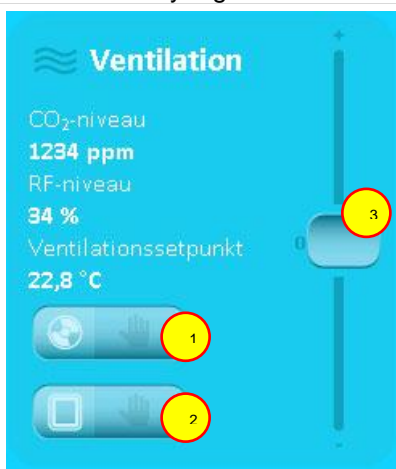 Ventilation
CO₂-niveau
1234 ppm
RF-niveau
34 %
Ventilationssetpunkt
22,8 °C
+
0
3
1
2
-